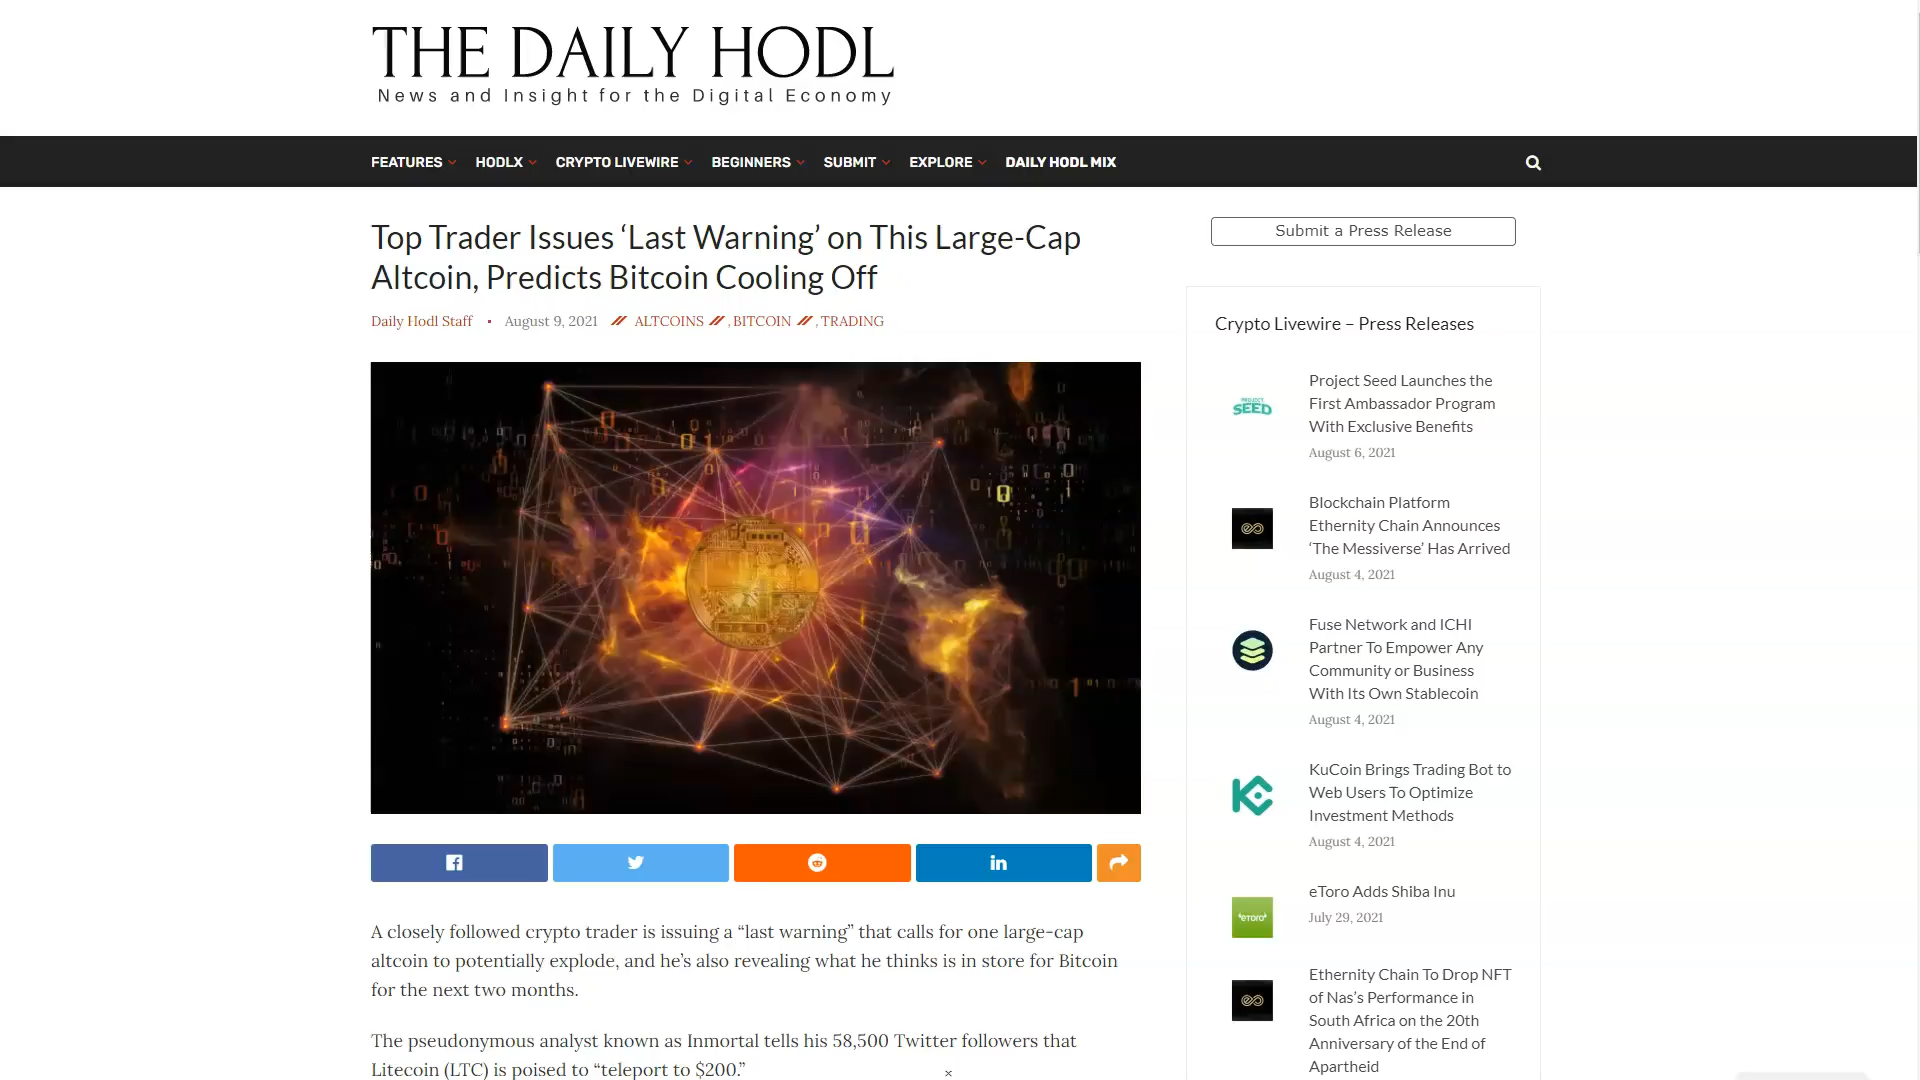 THE DAILY HODL
News and Insight for the Digital Economy
FEATURES HODLX CRYPTO LIVEWIRE BEGINNERS SUBMIT EXPLORE DAILY HODL MIX
Top Trader Issues ‘Last Warning’ on This Large-Cap
Altcoin, Predicts Bitcoin Cooling Off
Daily Hodl Staff • August 9, 2021 ALTCOINS , BITCOIN , TRADING
A closely followed crypto trader is issuing a “last warning” that calls for one large-cap
altcoin to potentially explode, and he’s also revealing what he thinks is in store for Bitcoin
for the next two months.
The pseudonymous analyst known as Inmortal tells his 58,500 Twitter followers that
Litecoin (LTC) is poised to “teleport to $200.”
Submit a Press Release
Crypto Livewire – Press Releases
PROJECT
SEED
Project Seed Launches the
First Ambassador Program
With Exclusive Benefits
August 6, 2021
Blockchain Platform
Ethernity Chain Announces
‘The Messiverse’ Has Arrived
August 4, 2021
Fuse Network and ICHI
Partner To Empower Any
Community or Business
With Its Own Stablecoin
August 4, 2021
KuCoin Brings Trading Bot to
Web Users To Optimize
Investment Methods
August 4, 2021
eToro
eToro Adds Shiba Inu
July 29, 2021
Ethernity Chain To Drop NFT
of Nas’s Performance in
South Africa on the 20th
Anniversary of the End of
Apartheid